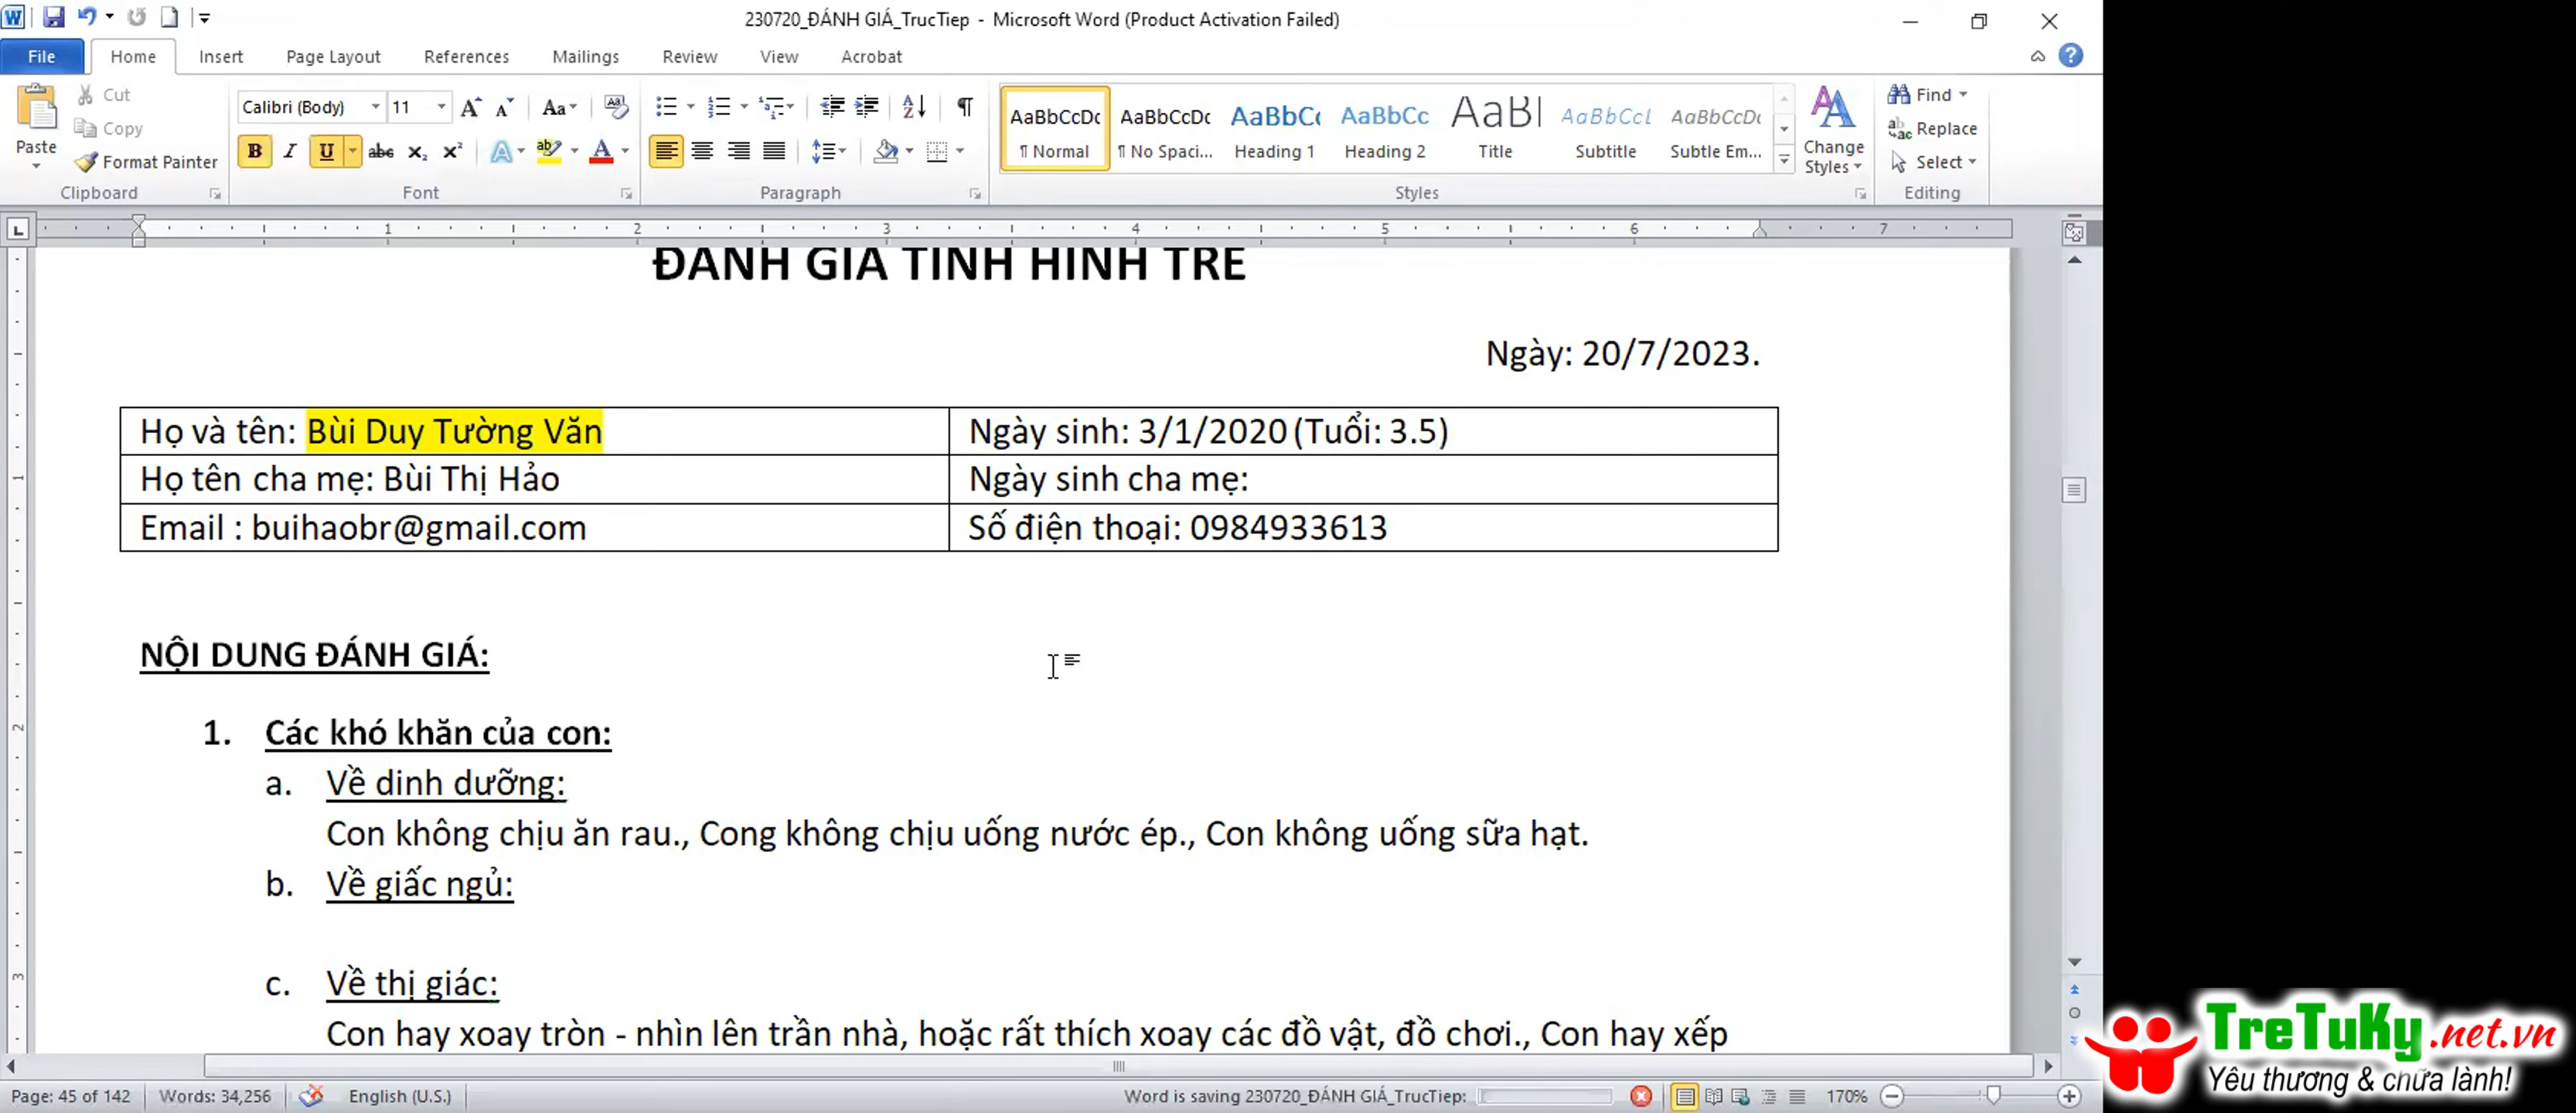 230720_ĐÁNH GIÁ_TrucTiep - Microsoft Word (Product Activation Failed)
File Home Insert Page Layout References Mailings Review View Acrobat
Paste Cut Copy Format Painter
Calibri (Body) 11
AaBbCcDc AaBbCcDc AaBbCc AaBbCc AaBl AaBbCcL AaBbCcDc
¶ Normal ¶ No Spaci... Heading 1 Heading 2 Title Subtitle Subtle Em...
Change Styles
Find
Replace
Select
Clipboard Font Paragraph Styles Editing
1 2 3 4 5 6 7
ĐÁNH GIÁ TÌNH HÌNH TRẺ
Ngày: 20/7/2023.
Họ và tên: Bùi Duy Tường Văn Ngày sinh: 3/1/2020 (Tuổi: 3.5)
Họ tên cha mẹ: Bùi Thị Hảo Ngày sinh cha mẹ:
Email : buihaobr@gmail.com Số điện thoại: 0984933613
NỘI DUNG ĐÁNH GIÁ:
1. Các khó khăn của con:
a. Về dinh dưỡng:
Con không chịu ăn rau., Cong không chịu uống nước ép., Con không uống sữa hạt.
b. Về giấc ngủ:
c. Về thị giác:
Con hay xoay tròn - nhìn lên trần nhà, hoặc rất thích xoay các đồ vật, đồ chơi., Con hay xếp
Page: 45 of 142 Words: 34,256 English (U.S.) Word is saving 230720_ĐÁNH GIÁ_TrucTiep: 170%
TreTuKy.net.vn
Yêu thương & chữa lành!